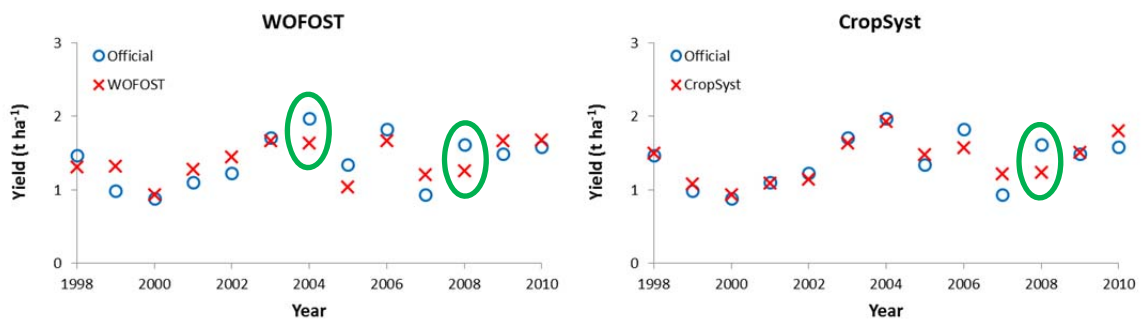 WOFOST
Yield (t ha⁻¹)
3
2
1
0
Official
WOFOST
1998
2000
2002
2004
2006
2008
2010
Year
CropSyst
Yield (t ha⁻¹)
3
2
1
0
Official
CropSyst
1998
2000
2002
2004
2006
2008
2010
Year